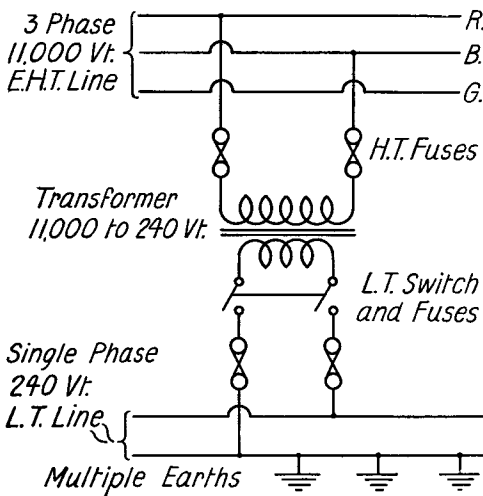 3 Phase
11,000 Vt.
E.H.T. Line
R.
B.
G.
H.T. Fuses
Transformer
11,000 to 240 Vt.
L.T. Switch
and Fuses
Single Phase
240 Vt.
L.T. Line
Multiple Earths